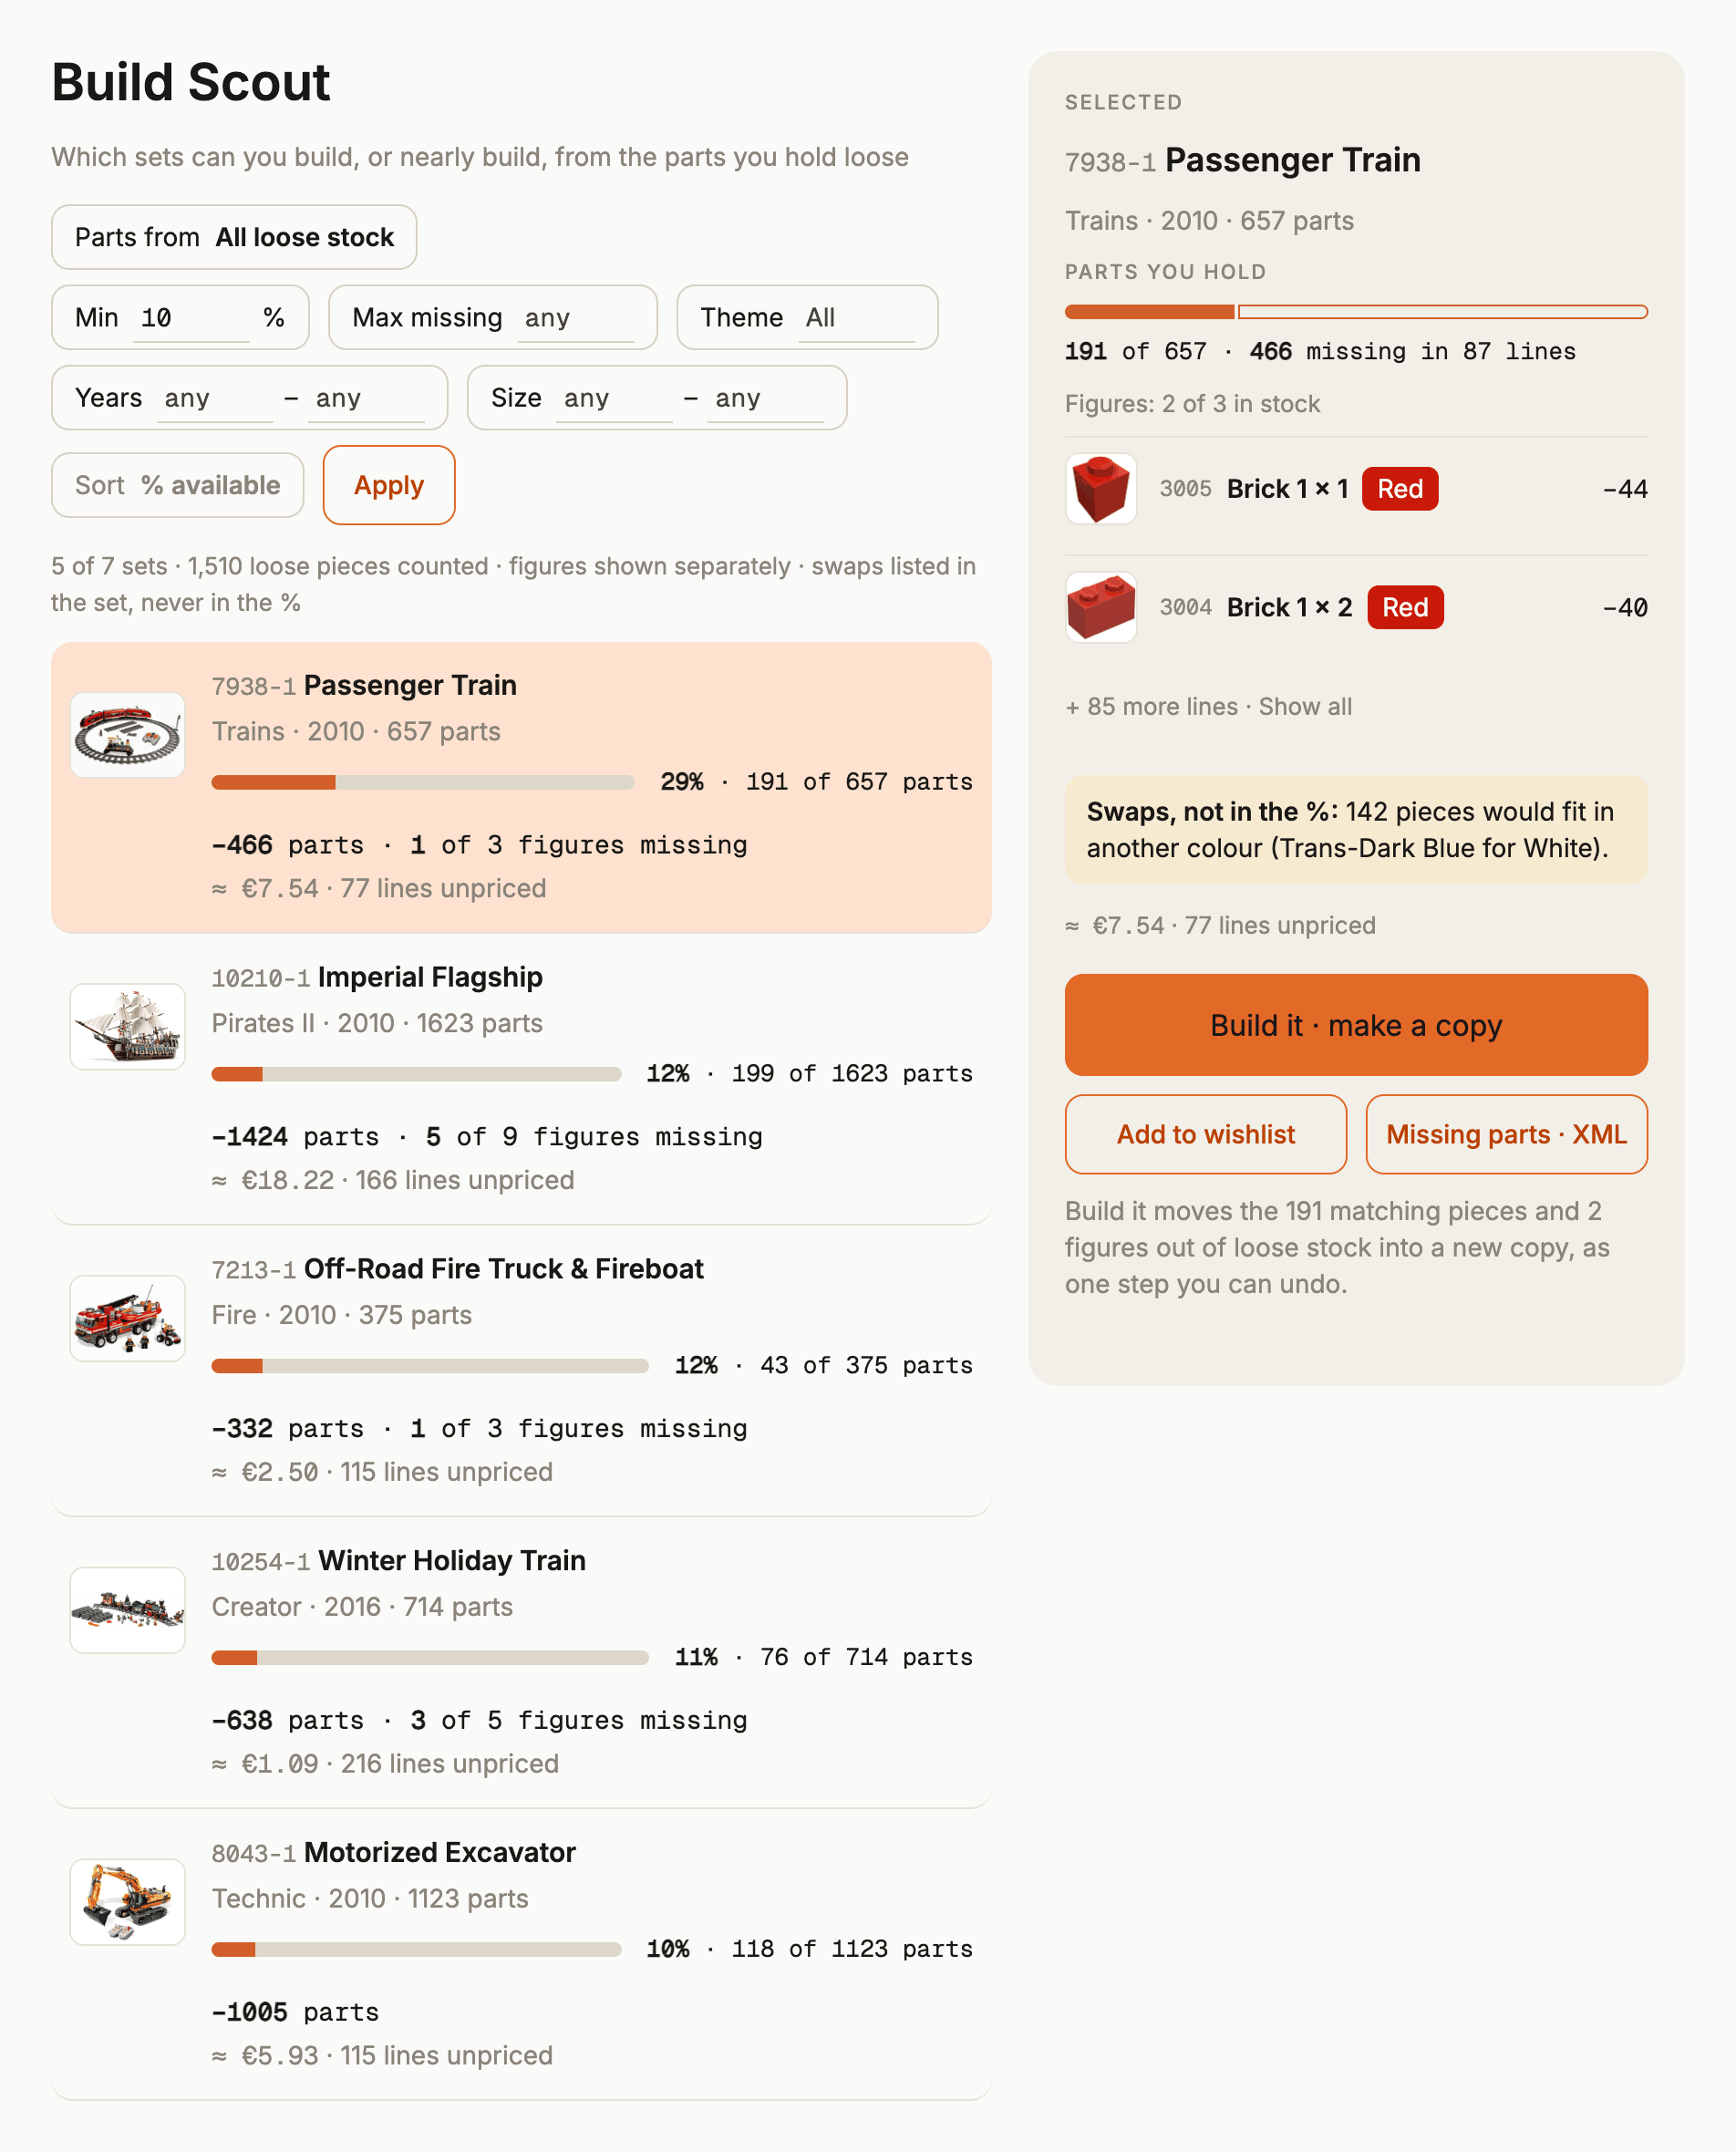 Build Scout
Which sets can you build, or nearly build, from the parts you hold loose
Parts from All loose stock
Min 10 %
Max missing any
Theme All
Years any – any
Size any – any
Sort % available
Apply
5 of 7 sets · 1,510 loose pieces counted · figures shown separately · swaps listed in
the set, never in the %
7938-1 Passenger Train
Trains · 2010 · 657 parts
29% · 191 of 657 parts
−466 parts · 1 of 3 figures missing
≈ €7.54 · 77 lines unpriced
10210-1 Imperial Flagship
Pirates II · 2010 · 1623 parts
12% · 199 of 1623 parts
−1424 parts · 5 of 9 figures missing
≈ €18.22 · 166 lines unpriced
7213-1 Off-Road Fire Truck & Fireboat
Fire · 2010 · 375 parts
12% · 43 of 375 parts
−332 parts · 1 of 3 figures missing
≈ €2.50 · 115 lines unpriced
10254-1 Winter Holiday Train
Creator · 2016 · 714 parts
11% · 76 of 714 parts
−638 parts · 3 of 5 figures missing
≈ €1.09 · 216 lines unpriced
8043-1 Motorized Excavator
Technic · 2010 · 1123 parts
10% · 118 of 1123 parts
−1005 parts
≈ €5.93 · 115 lines unpriced
SELECTED
7938-1 Passenger Train
Trains · 2010 · 657 parts
PARTS YOU HOLD
191 of 657 · 466 missing in 87 lines
Figures: 2 of 3 in stock
3005 Brick 1 × 1 Red −44
3004 Brick 1 × 2 Red −40
+ 85 more lines · Show all
Swaps, not in the %: 142 pieces would fit in
another colour (Trans-Dark Blue for White).
≈ €7.54 · 77 lines unpriced
Build it · make a copy
Add to wishlist
Missing parts · XML
Build it moves the 191 matching pieces and 2
figures out of loose stock into a new copy, as
one step you can undo.